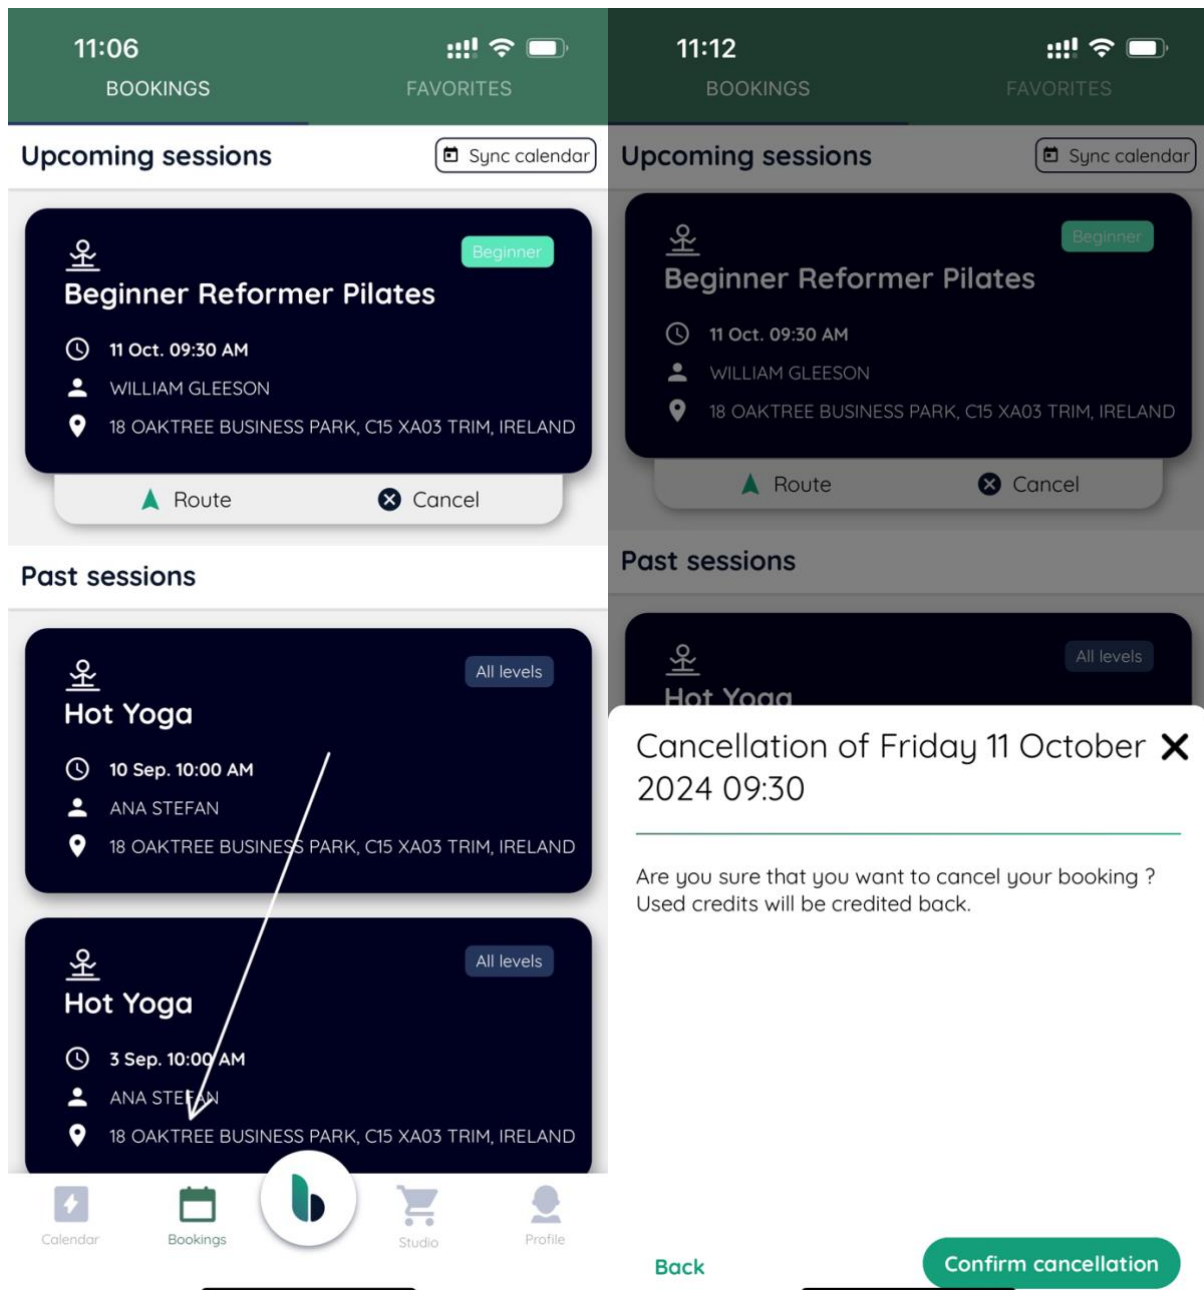 11:06
BOOKINGS
FAVORITES
Upcoming sessions
Sync calendar
Beginner
Beginner Reformer Pilates
11 Oct. 09:30 AM
WILLIAM GLEESON
18 OAKTREE BUSINESS PARK, C15 XA03 TRIM, IRELAND
Route
Cancel
Past sessions
All levels
Hot Yoga
10 Sep. 10:00 AM
ANA STEFAN
18 OAKTREE BUSINESS PARK, C15 XA03 TRIM, IRELAND
All levels
Hot Yoga
3 Sep. 10:00 AM
ANA STEFAN
18 OAKTREE BUSINESS PARK, C15 XA03 TRIM, IRELAND
Calendar
Bookings
b
Studio
Profile
11:12
BOOKINGS
FAVORITES
Upcoming sessions
Sync calendar
Beginner
Beginner Reformer Pilates
11 Oct. 09:30 AM
WILLIAM GLEESON
18 OAKTREE BUSINESS PARK, C15 XA03 TRIM, IRELAND
Route
Cancel
Past sessions
All levels
Hot Yoga
Cancellation of Friday 11 October
2024 09:30
Are you sure that you want to cancel your booking ?
Used credits will be credited back.
Back
Confirm cancellation